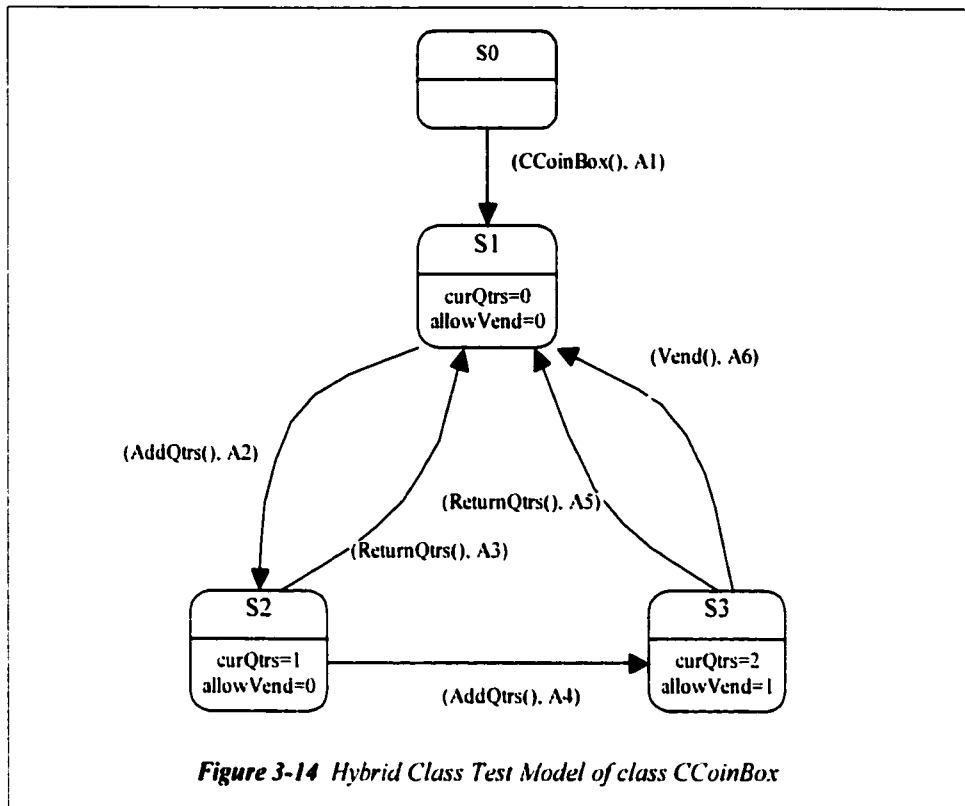 S0
(CCoinBox(). A1)
S1
curQtrs=0
allowVend=0
(Vend(). A6)
(AddQtrs(). A2)
(ReturnQtrs(). A5)
(ReturnQtrs(). A3)
S2
curQtrs=1
allowVend=0
S3
curQtrs=2
allowVend=1
(AddQtrs(). A4)
Figure 3-14 Hybrid Class Test Model of class CCoinBox